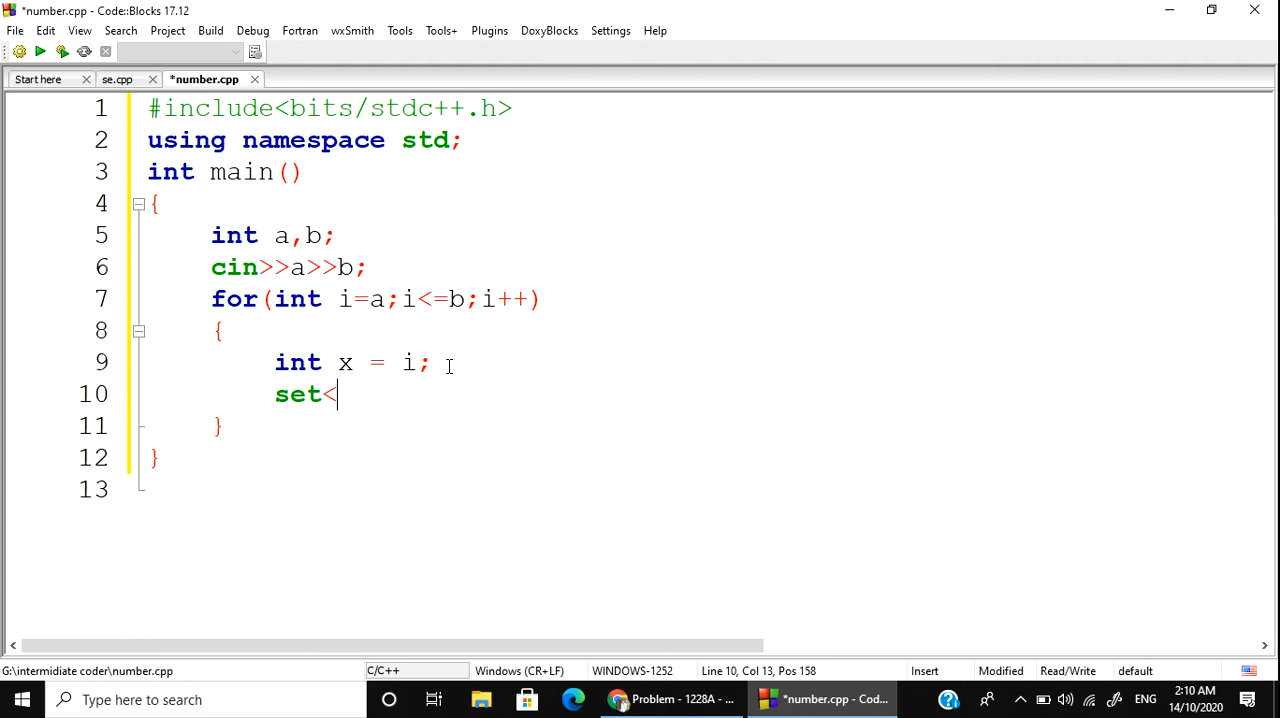 *number.cpp - Code::Blocks 17.12
File Edit View Search Project Build Debug Fortran wxSmith Tools Tools+ Plugins DoxyBlocks Settings Help
Start here se.cpp *number.cpp
1 #include<bits/stdc++.h>
2 using namespace std;
3 int main()
4 {
5 int a,b;
6 cin>>a>>b;
7 for(int i=a;i<=b;i++)
8 {
9 int x = i;
10 set<
11 }
12 }
13
G:\intermidiate coder\number.cpp C/C++ Windows (CR+LF) WINDOWS-1252 Line 10, Col 13, Pos 158 Insert Modified Read/Write default
Type here to search Problem - 1228A - ... *number.cpp - Cod... ENG 2:10 AM
14/10/2020